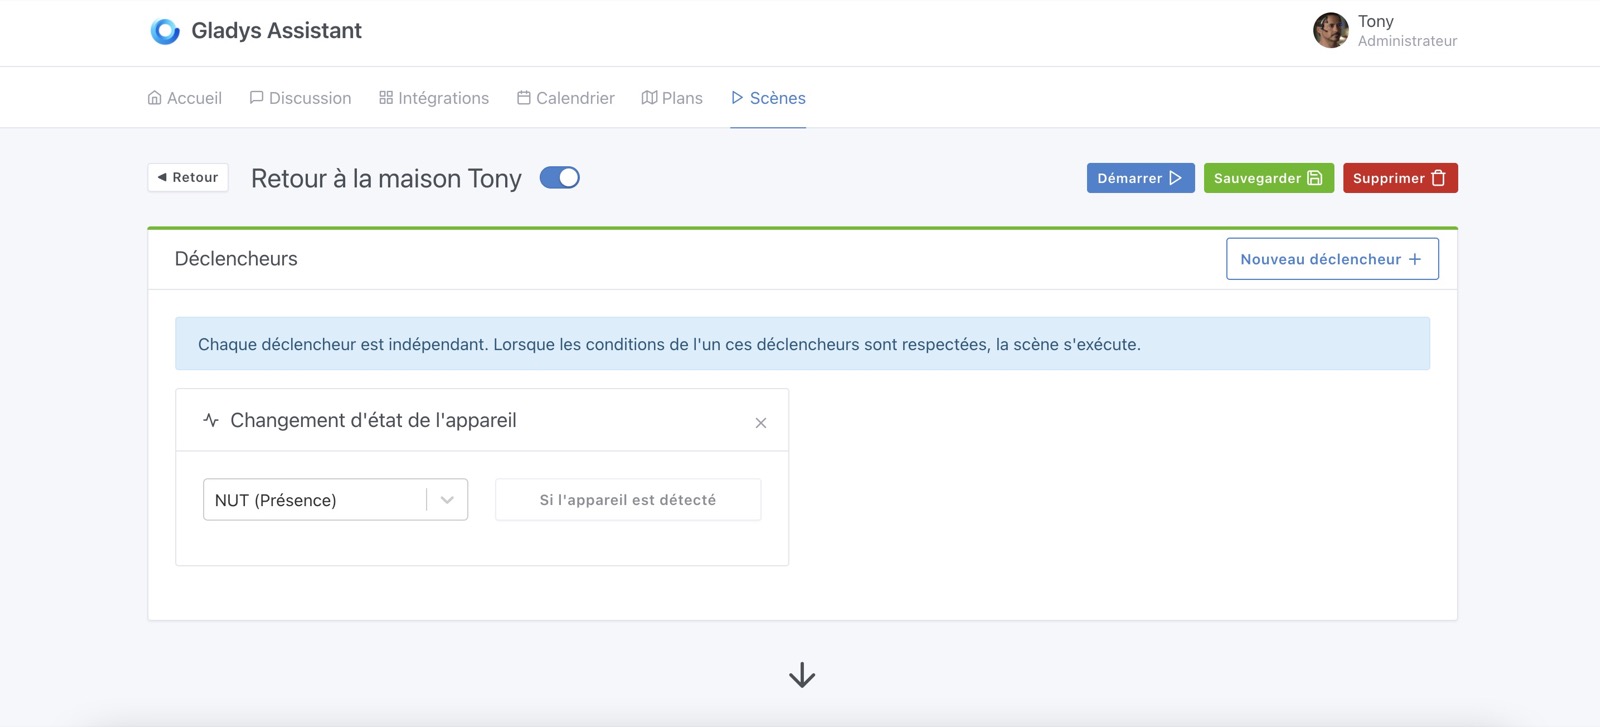 Gladys Assistant
Tony
Administrateur
Accueil Discussion Intégrations Calendrier Plans Scènes
Retour Retour à la maison Tony Démarrer Sauvegarder Supprimer
Déclencheurs Nouveau déclencheur +
Chaque déclencheur est indépendant. Lorsque les conditions de l'un ces déclencheurs sont respectées, la scène s'exécute.
Changement d'état de l'appareil
NUT (Présence) Si l'appareil est détecté